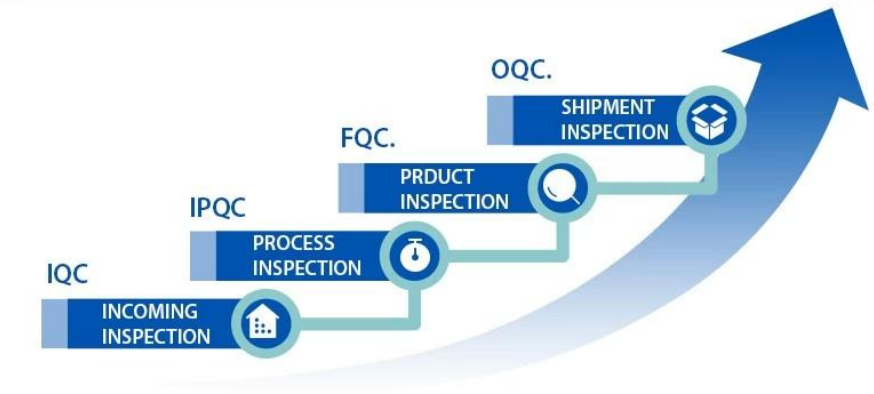 OQC.
SHIPMENT
INSPECTION
FQC.
PRDUCT
INSPECTION
IPQC
PROCESS
INSPECTION
IQC
INCOMING
INSPECTION